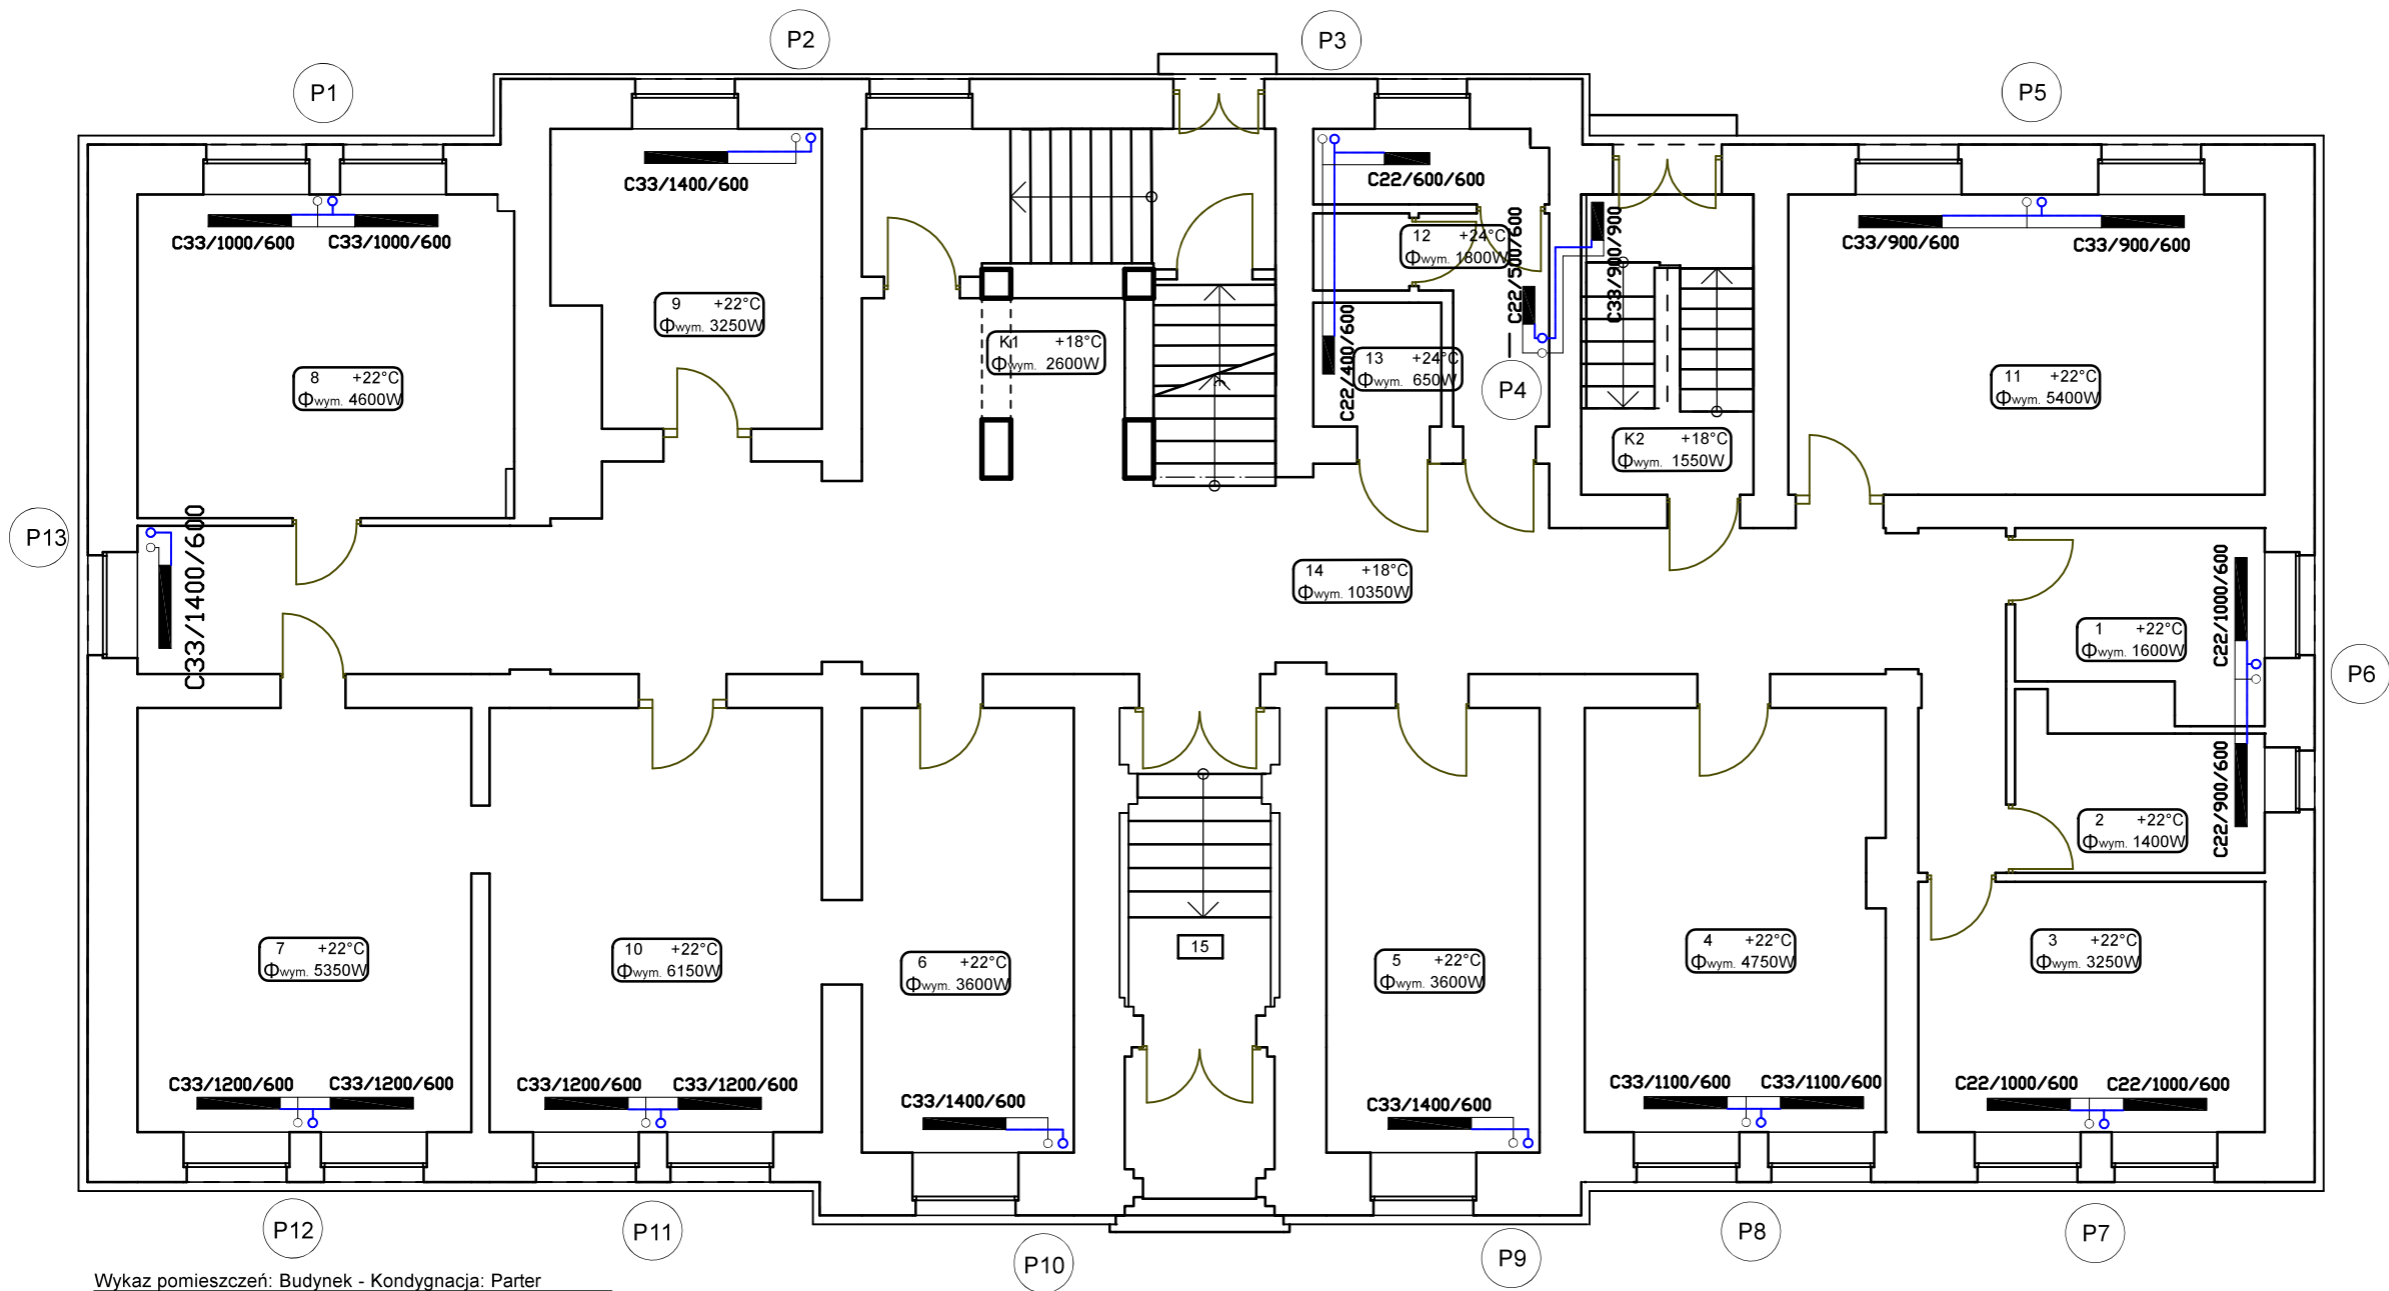 P1
P2
P3
P5
C33/1000/600
C33/1000/600
C33/1400/600
C22/600/600
C33/900/600
C33/900/600
C22/500/600
C33/900/900
12 +24°C
Φwym. 1800W
9 +22°C
Φwym. 3250W
K1 +18°C
Φwym. 2600W
C22/400/600
13 +24°C
Φwym. 650W
P4
8 +22°C
Φwym. 4600W
11 +22°C
Φwym. 5400W
K2 +18°C
Φwym. 1550W
P13
C33/1400/600
14 +18°C
Φwym. 10350W
C22/1000/600
1 +22°C
Φwym. 1600W
P6
C22/900/600
2 +22°C
Φwym. 1400W
7 +22°C
Φwym. 5350W
10 +22°C
Φwym. 6150W
6 +22°C
Φwym. 3600W
15
5 +22°C
Φwym. 3600W
4 +22°C
Φwym. 4750W
3 +22°C
Φwym. 3250W
C33/1200/600
C33/1200/600
C33/1200/600
C33/1200/600
C33/1400/600
C33/1400/600
C33/1100/600
C33/1100/600
C22/1000/600
C22/1000/600
P12
P11
P10
P9
P8
P7
Wykaz pomieszczeń: Budynek - Kondygnacja: Parter